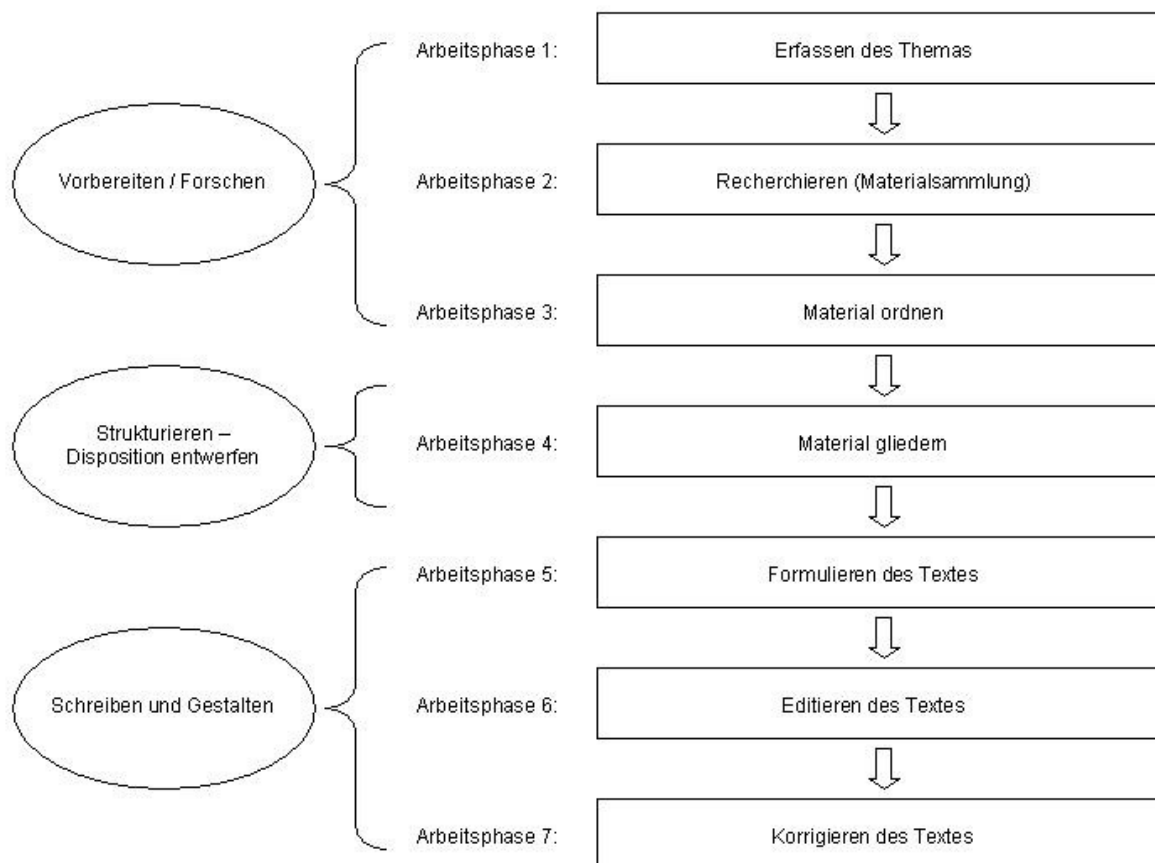 Arbeitsphase 1:
Erfassen des Themas
Vorbereiten / Forschen
Arbeitsphase 2:
Recherchieren (Materialsammlung)
Arbeitsphase 3:
Material ordnen
Strukturieren –
Disposition entwerfen
Arbeitsphase 4:
Material gliedern
Arbeitsphase 5:
Formulieren des Textes
Schreiben und Gestalten
Arbeitsphase 6:
Editieren des Textes
Arbeitsphase 7:
Korrigieren des Textes